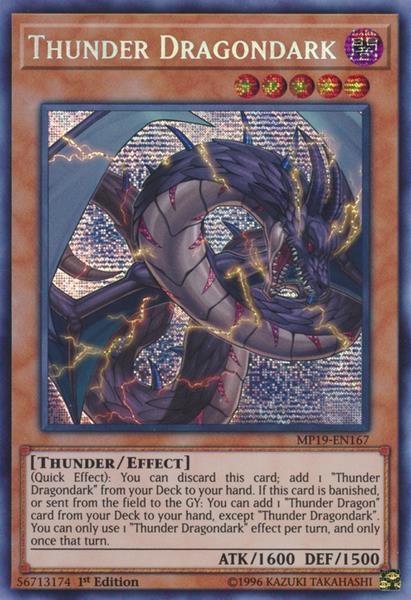 THUNDER DRAGONDARK
MP19-EN167
[THUNDER/EFFECT]
(Quick Effect): You can discard this card; add 1 "Thunder
Dragondark" from your Deck to your hand. If this card is banished,
or sent from the field to the GY: You can add 1 "Thunder Dragon"
card from your Deck to your hand, except "Thunder Dragondark".
You can only use 1 "Thunder Dragondark" effect per turn, and only
once that turn.
ATK/1600 DEF/1500
56713174 1st Edition ©1996 KAZUKI TAKAHASHI